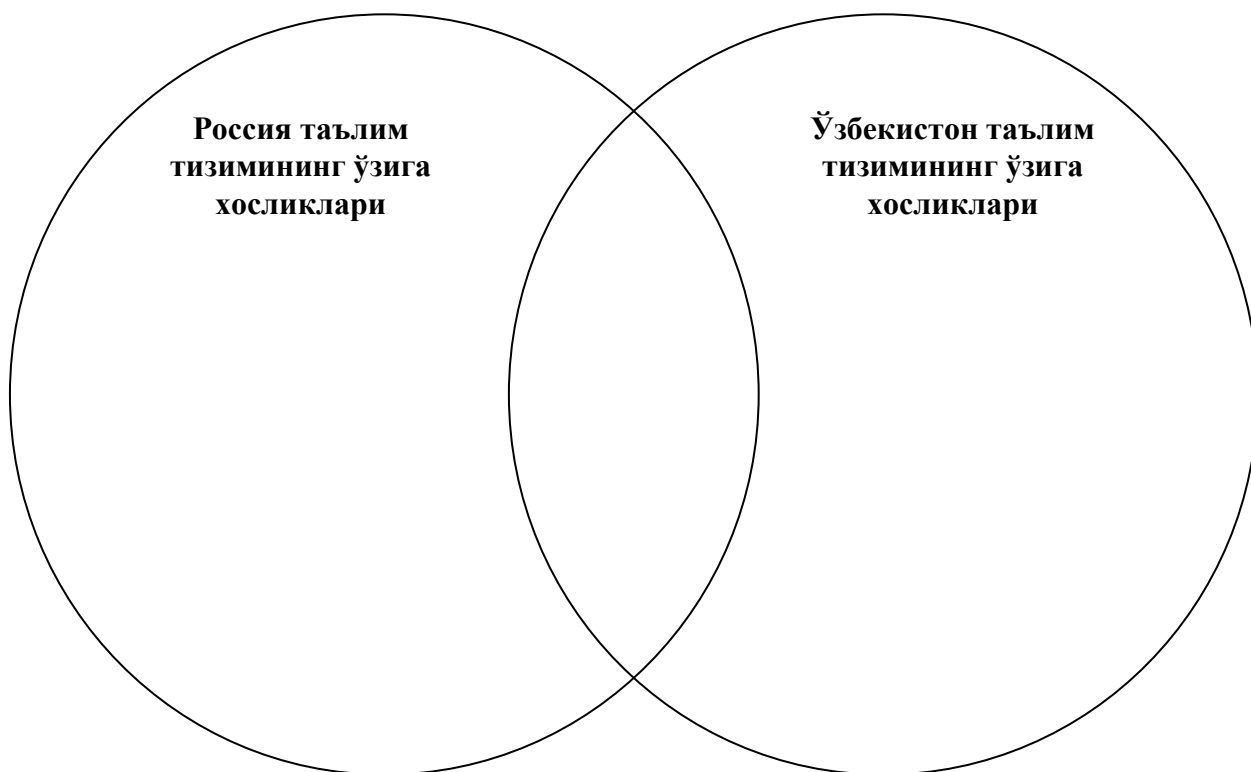 Россия таълим
тизимининг ўзига
хосликлари
Ўзбекистон таълим
тизимининг ўзига
хосликлари